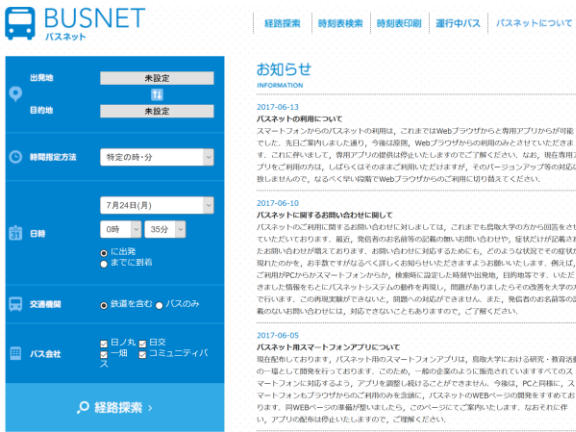 BUSNET
バスネット
経路探索
時刻表検索
時刻表印刷
運行中バス
バスネットについて
出発地
未設定
目的地
未設定
時間指定方法
特定の時・分
日時
7月24日(月)
0時
35分
に出発
までに到着
交通機関
鉄道を含む
バスのみ
バス会社
日ノ丸
日交
一畑
コミュニティバ
ス
経路探索
お知らせ
INFORMATION
2017-06-13
バスネットの利用について
スマートフォンからのバスネットの利用は、これまではWebブラウザからと専用アプリからが可能
でした。先日ご案内しました通り、今後は原則、Webブラウザからの利用のみとさせていただきま
す。これに伴いまして、専用アプリの提供は停止いたしますのでご了解ください。なお、現在専用ア
プリをご利用の方は、しばらくはそのままご利用いただけますが、そのバージョンアップ等の対応は
致しませんので、なるべく早い段階でWebブラウザからのご利用に切り替えてください。
2017-06-10
バスネットに関するお問い合わせに関して
バスネットのご利用に関するお問い合わせに対しましては、これまでも鳥取大学の方から回答をさせ
ていただいております。最近、発信者のお名前等の記載の無いお問い合わせや、症状だけが記載され
たお問い合わせが増えております。お問い合わせに対応するためにも、どのような状況でその症状が
現れたのかを、お手数ですがなるべく詳しくお知らせいただきますようお願いいたします。例えば、
ご利用がPCからかスマートフォンからか、検索時に設定した時刻や出発地、目的地等です。いただ
きました情報をもとにバスネットシステムの動作を再現し、問題がありましたらその改善を大学の方
で行います。この再現実験ができないと、問題への対応ができません。また、発信者のお名前等の記
載のないお問い合わせには、対応できないこともありますので、ご了解ください。
2017-06-05
バスネット用スマートフォンアプリについて
現在配布しております、バスネット用のスマートフォンアプリは、鳥取大学における研究・教育活動
の一環として開発を行っております。このため、一般の企業のように販売されていますすべてのス
マートフォンに対応するよう、アプリを調整し続けることができません。今後は、PCと同様に、ス
マートフォンもブラウザからのご利用のみを念頭に、バスネットのWEBページの開発をすすめてお
ります。同WEBページの準備が整いましたら、このページにてご案内いたします。なおそれに伴
い、アプリの配布は停止いたしますので、ご理解ください。